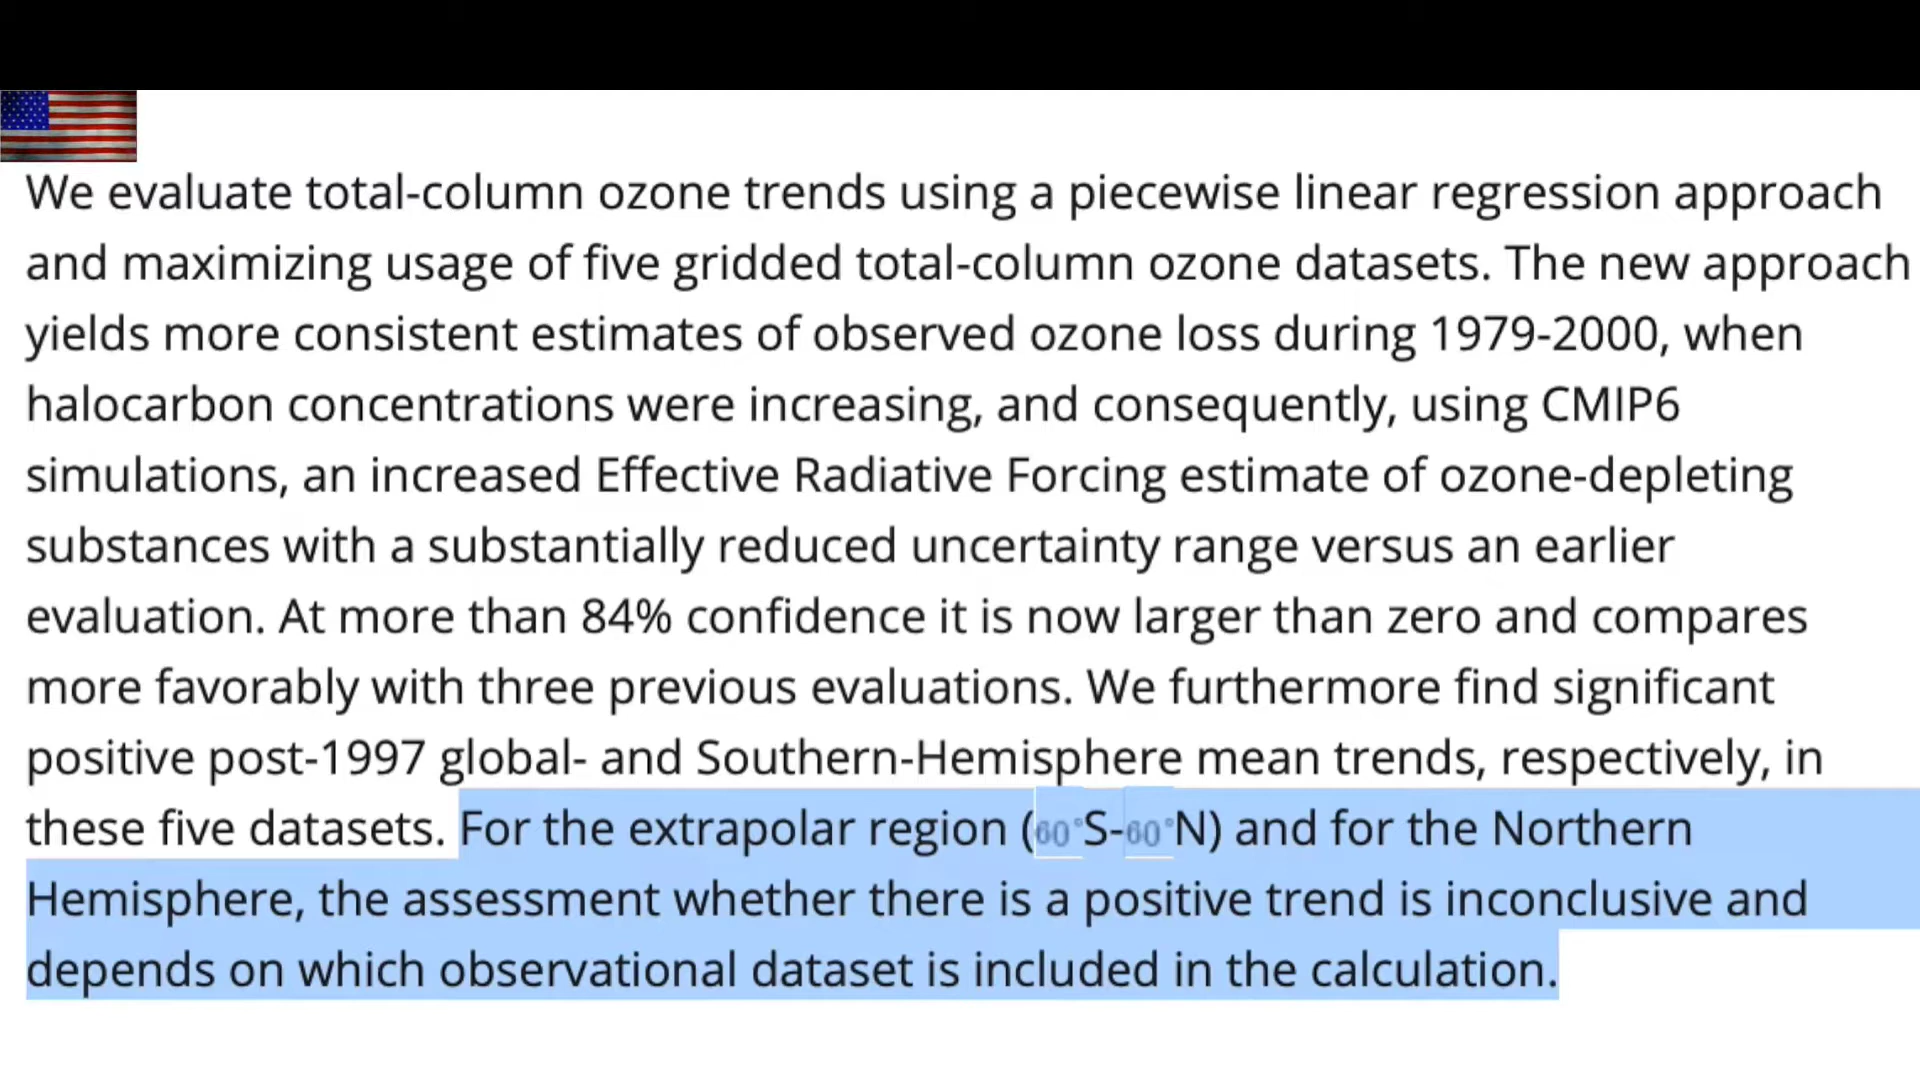 We evaluate total-column ozone trends using a piecewise linear regression approach
and maximizing usage of five gridded total-column ozone datasets. The new approach
yields more consistent estimates of observed ozone loss during 1979-2000, when
halocarbon concentrations were increasing, and consequently, using CMIP6
simulations, an increased Effective Radiative Forcing estimate of ozone-depleting
substances with a substantially reduced uncertainty range versus an earlier
evaluation. At more than 84% confidence it is now larger than zero and compares
more favorably with three previous evaluations. We furthermore find significant
positive post-1997 global- and Southern-Hemisphere mean trends, respectively, in
these five datasets. For the extrapolar region (60°S-60°N) and for the Northern
Hemisphere, the assessment whether there is a positive trend is inconclusive and
depends on which observational dataset is included in the calculation.